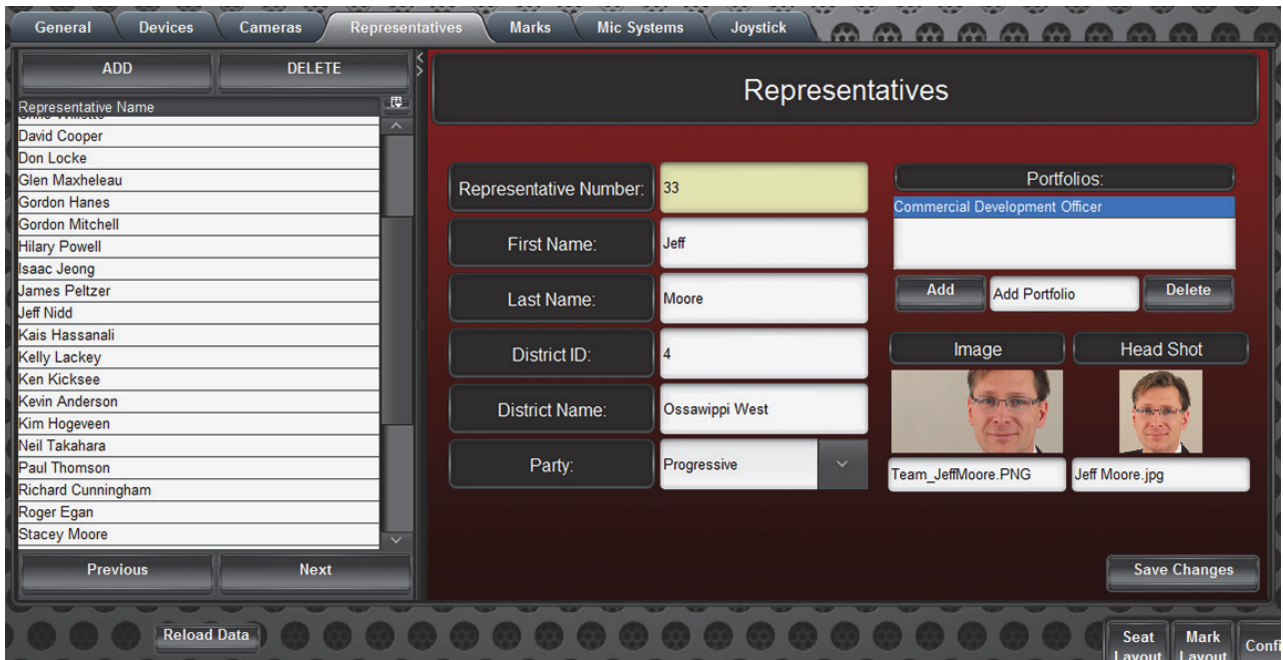 General Devices Cameras Representatives Marks Mic Systems Joystick
ADD DELETE
Representative Name
David Cooper
Don Locke
Glen Maxheleau
Gordon Hanes
Gordon Mitchell
Hilary Powell
Isaac Jeong
James Peltzer
Jeff Nidd
Kais Hassanali
Kelly Lackey
Ken Kicksee
Kevin Anderson
Kim Hogeveen
Neil Takahara
Paul Thomson
Richard Cunningham
Roger Egan
Stacey Moore
Previous Next
Representatives
Representative Number: 33
First Name: Jeff
Last Name: Moore
District ID: 4
District Name: Ossawippi West
Party: Progressive
Portfolios:
Commercial Development Officer
Add Add Portfolio Delete
Image Head Shot
Team_JeffMoore.PNG Jeff Moore.jpg
Save Changes
Reload Data
Seat Layout
Mark Layout